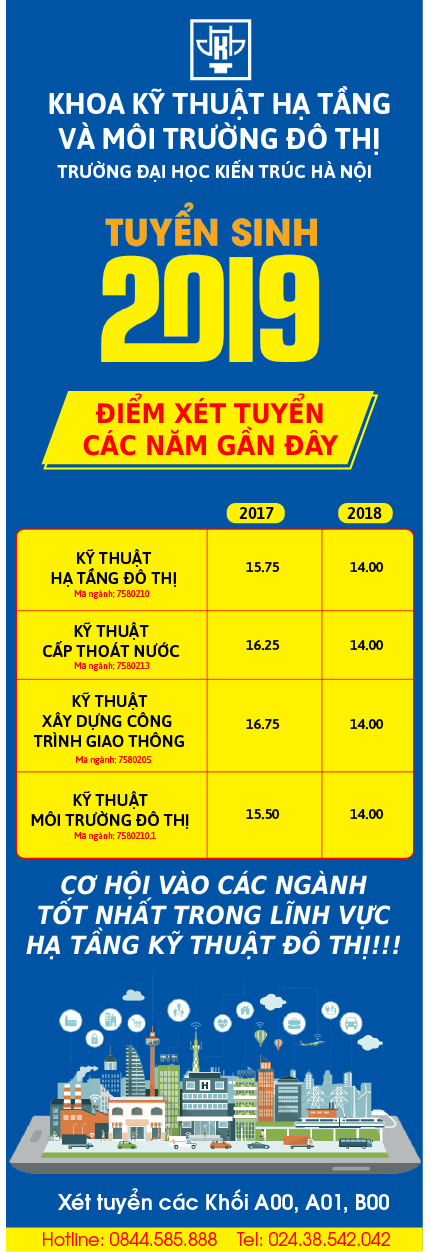 KHOA KỸ THUẬT HẠ TẦNG
VÀ MÔI TRƯỜNG ĐÔ THỊ
TRƯỜNG ĐẠI HỌC KIẾN TRÚC HÀ NỘI
TUYỂN SINH
2019
ĐIỂM XÉT TUYỂN
CÁC NĂM GẦN ĐÂY
2017 2018
KỸ THUẬT
HẠ TẦNG ĐÔ THỊ 15.75 14.00
Mã ngành: 7580210
KỸ THUẬT
CẤP THOÁT NƯỚC 16.25 14.00
Mã ngành: 7580213
KỸ THUẬT
XÂY DỰNG CÔNG 16.75 14.00
TRÌNH GIAO THÔNG
Mã ngành: 7580205
KỸ THUẬT
MÔI TRƯỜNG ĐÔ THỊ 15.50 14.00
Mã ngành: 7580210.1
CƠ HỘI VÀO CÁC NGÀNH
TỐT NHẤT TRONG LĨNH VỰC
HẠ TẦNG KỸ THUẬT ĐÔ THỊ!!!
H
Xét tuyển các Khối A00, A01, B00
Hotline: 0844.585.888 Tel: 024.38.542.042